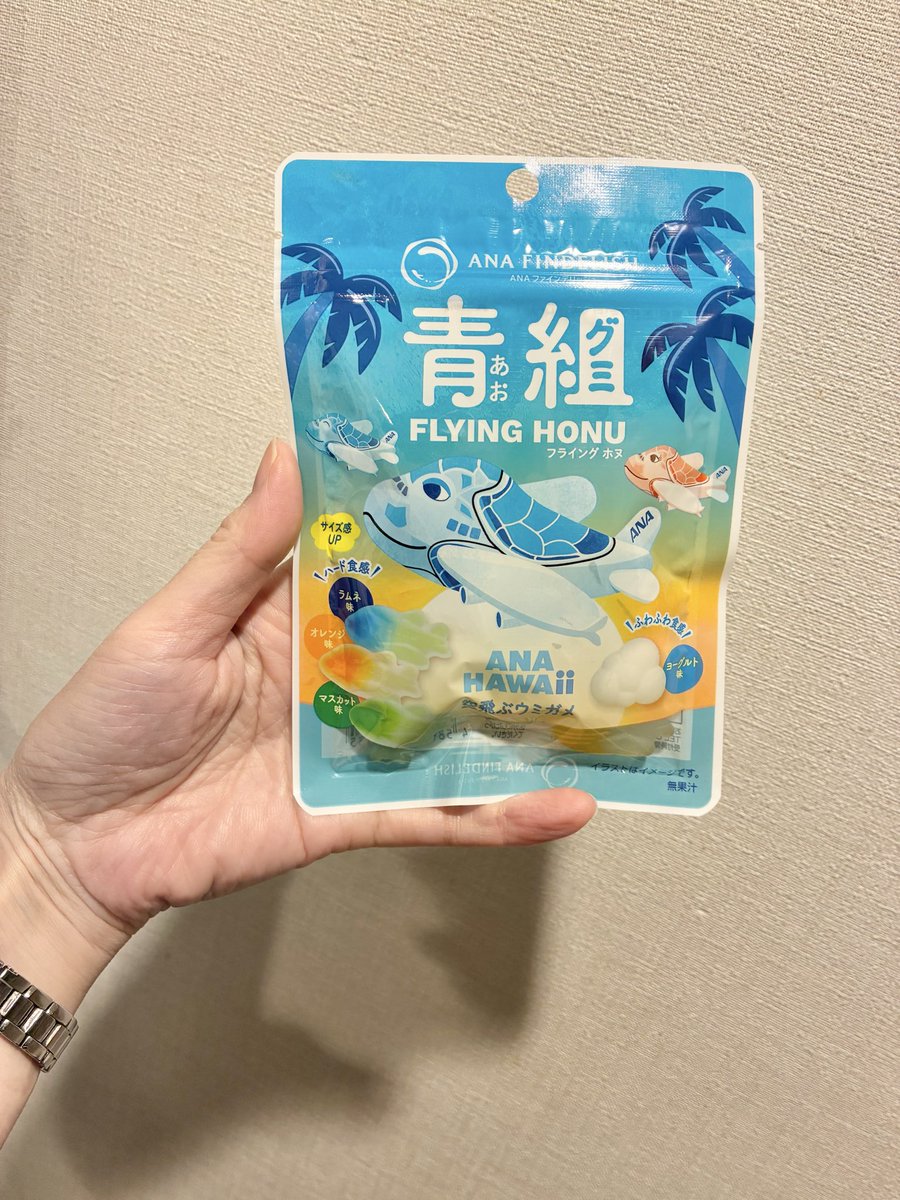 ANA FINDELISH
ANA ファインデリッシュ
青組
あお
グ
FLYING HONU
フライング ホヌ
ANA
ANA
ANA
サイズ感
UP
ハード食感
ラムネ
味
オレンジ
味
マスカット
味
ふわふわ食感
ヨーグルト
味
ANA
HAWAii
空飛ぶウミガメ
ANA FINDELISH
イラストはイメージです。
無果汁